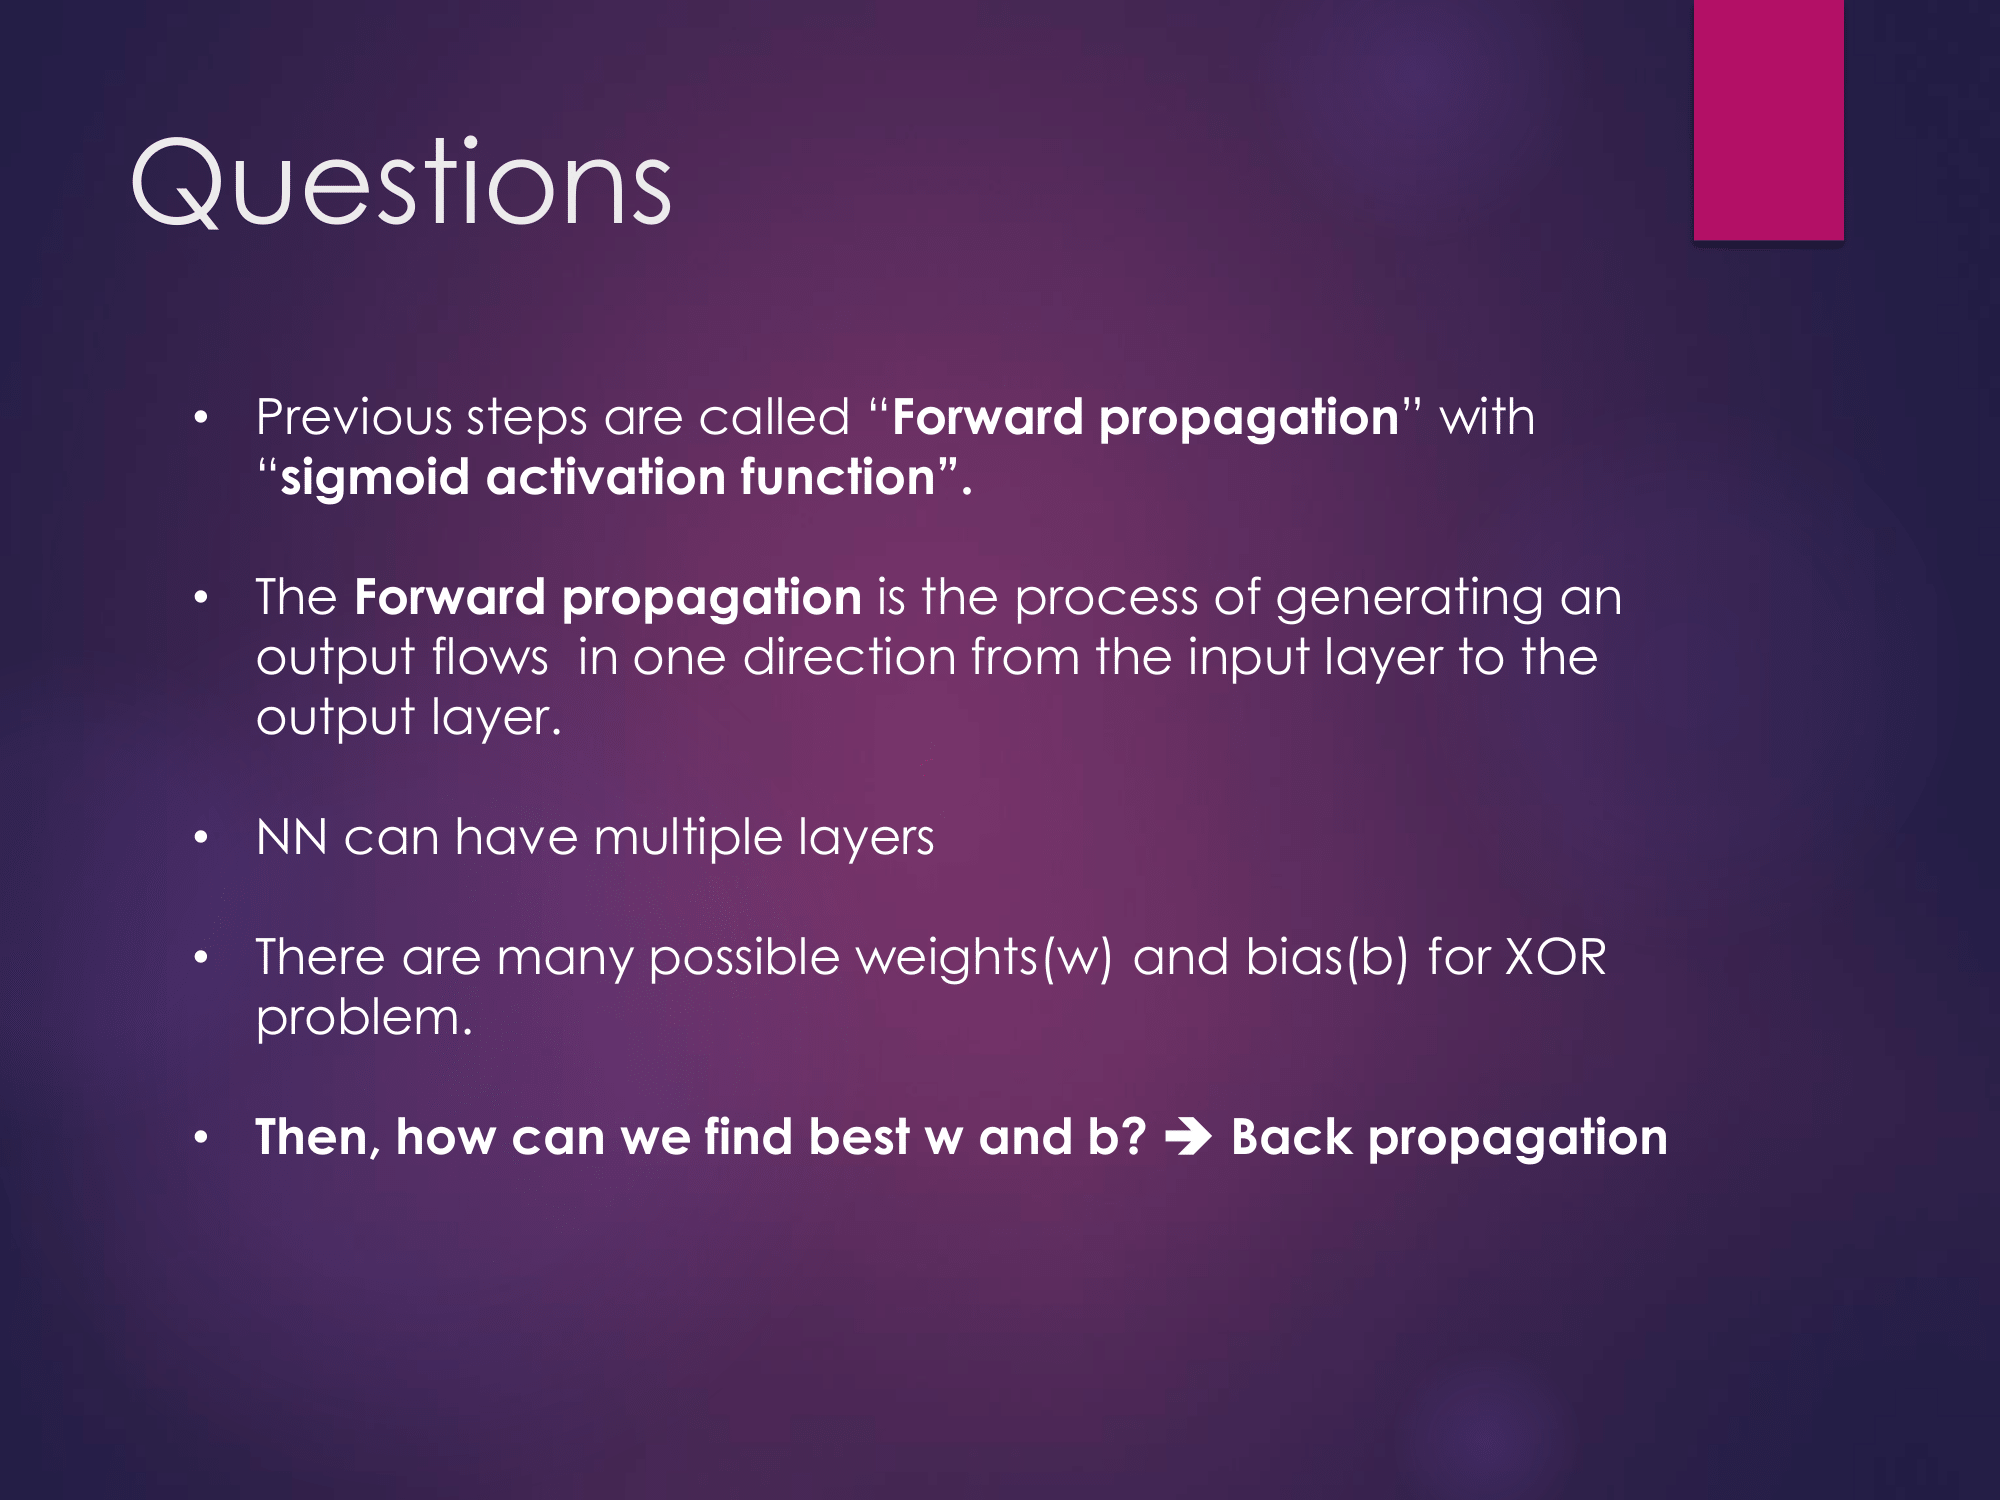 Questions
• Previous steps are called “Forward propagation” with
“sigmoid activation function”.
• The Forward propagation is the process of generating an
output flows  in one direction from the input layer to the
output layer.
• NN can have multiple layers
• There are many possible weights(w) and bias(b) for XOR
problem.
• Then, how can we find best w and b? 🡺 Back propagation